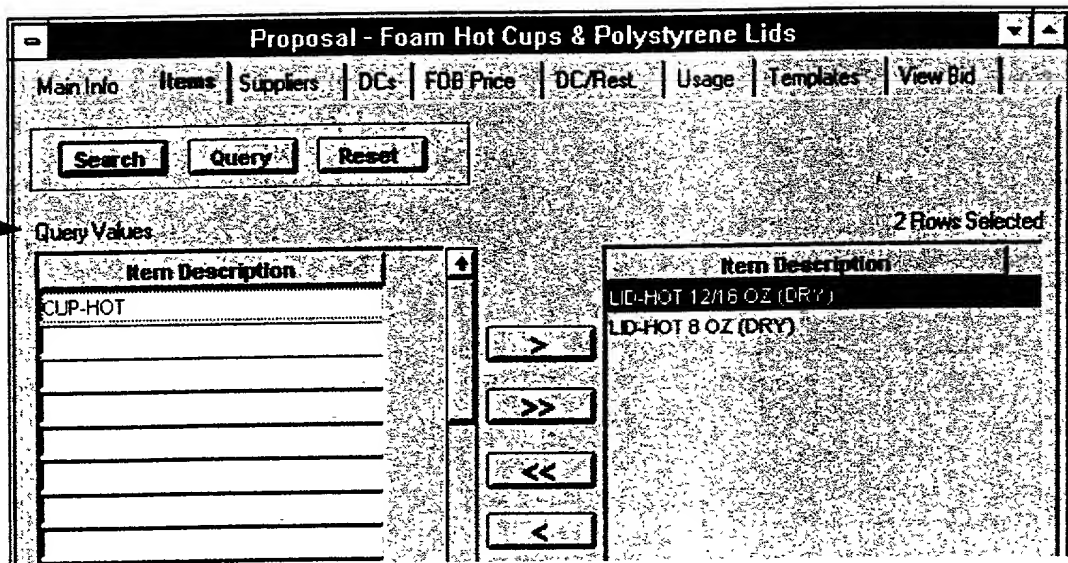 Proposal - Foam Hot Cups & Polystyrene Lids
Main Info Items Suppliers DCs FOB Price DC/Rest. Usage Templates View Bid
Search Query Reset
Query Values
2 Rows Selected
Item Description
CUP-HOT
>
>>
<<
<
Item Description
LID-HOT 12/16 OZ (DRY)
LID-HOT 8 OZ (DRY)